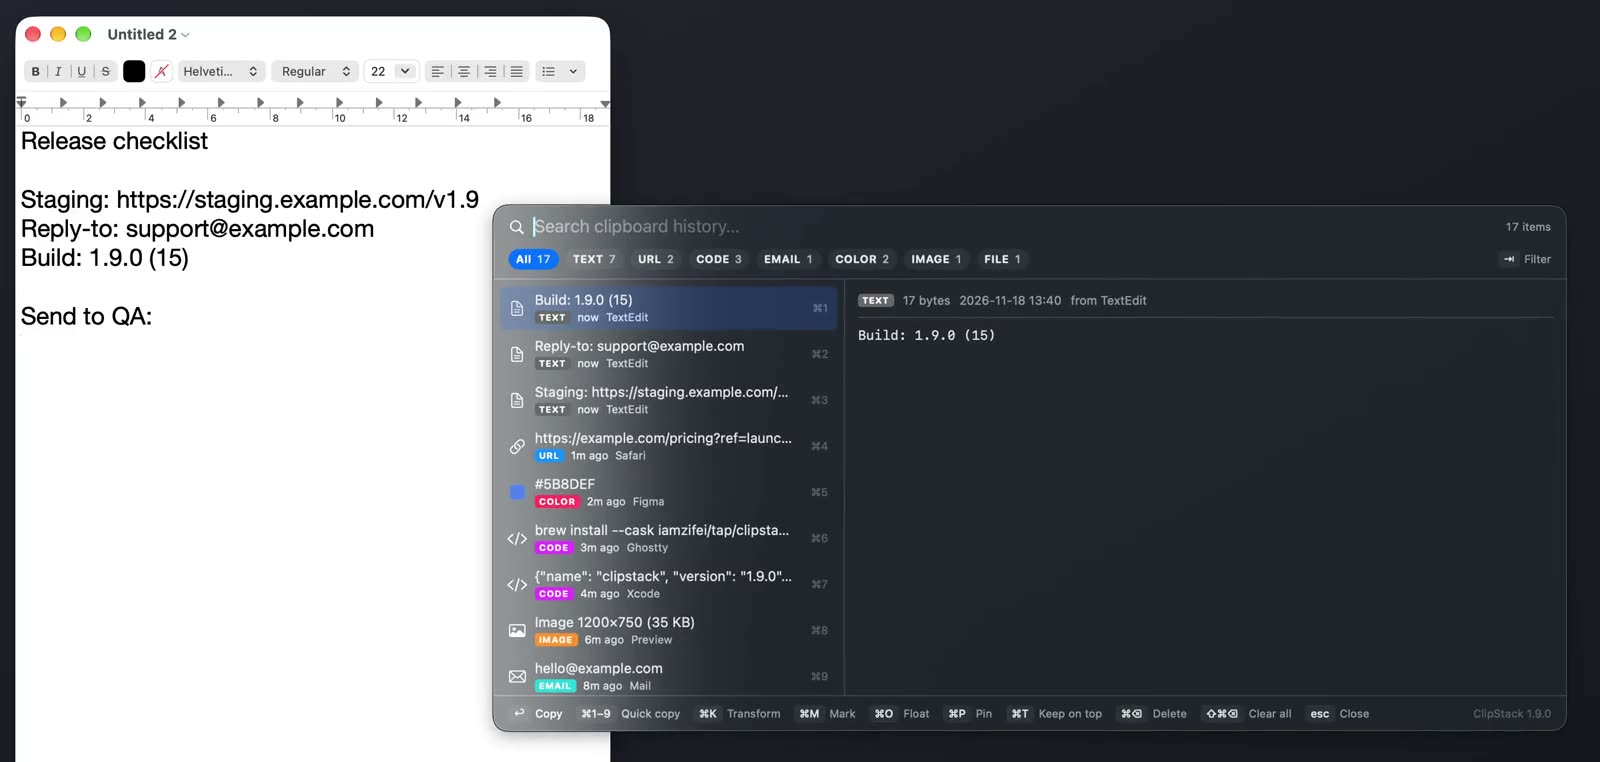 Untitled 2
B I U S Helveti... Regular 22
0 2 4 6 8 10 12 14 16 18
Release checklist
Staging: https://staging.example.com/v1.9
Reply-to: support@example.com
Build: 1.9.0 (15)
Send to QA:
Search clipboard history...
17 items
All 17 TEXT 7 URL 2 CODE 3 EMAIL 1 COLOR 2 IMAGE 1 FILE 1
⇥ Filter
Build: 1.9.0 (15)
TEXT now TextEdit
⌘1
Reply-to: support@example.com
TEXT now TextEdit
⌘2
Staging: https://staging.example.com/...
TEXT now TextEdit
⌘3
https://example.com/pricing?ref=launc...
URL 1m ago Safari
⌘4
#5B8DEF
COLOR 2m ago Figma
⌘5
brew install --cask iamzifei/tap/clipsta...
CODE 3m ago Ghostty
⌘6
{"name": "clipstack", "version": "1.9.0"...
CODE 4m ago Xcode
⌘7
Image 1200×750 (35 KB)
IMAGE 6m ago Preview
⌘8
hello@example.com
EMAIL 8m ago Mail
⌘9
TEXT 17 bytes 2026-11-18 13:40 from TextEdit
Build: 1.9.0 (15)
↩ Copy ⌘1–9 Quick copy ⌘K Transform ⌘M Mark ⌘O Float ⌘P Pin ⌘T Keep on top ⌘⌫ Delete ⇧⌘⌫ Clear all esc Close
ClipStack 1.9.0